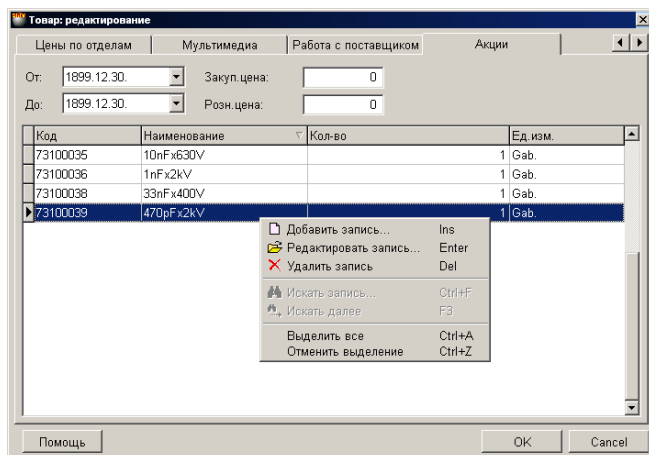 Товар: редактирование
Цены по отделам Мультимедиа Работа с поставщиком Акции
От: 1899.12.30. Закуп.цена: 0
До: 1899.12.30. Розн.цена: 0
Код Наименование Кол-во Ед.изм.
73100035 10nFx630V 1 Gab.
73100036 1nFx2kV 1 Gab.
73100038 33nFx400V 1 Gab.
73100039 470pFx2kV 1 Gab.
Добавить запись... Ins
Редактировать запись... Enter
Удалить запись Del
Искать запись... Ctrl+F
Искать далее F3
Выделить все Ctrl+A
Отменить выделение Ctrl+Z
Помощь OK Cancel